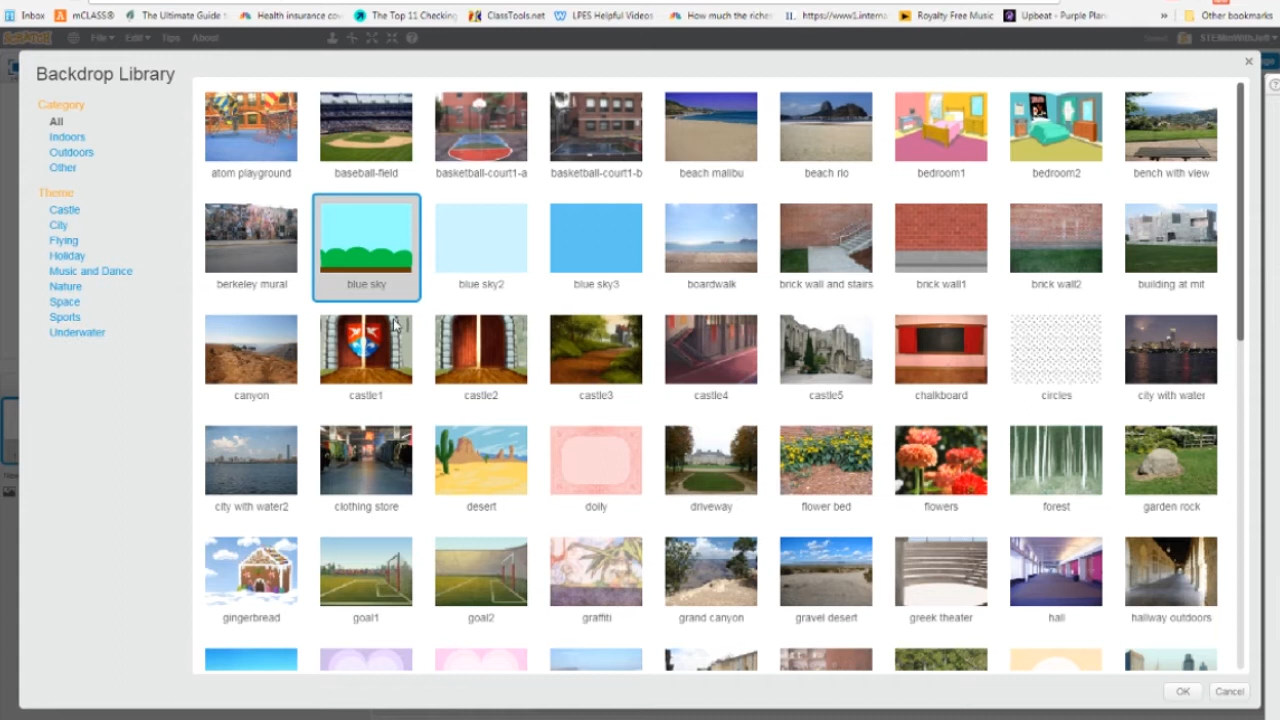 Inbox mCLASS® The Ultimate Guide Health insurance cov The Top 11 Checking ClassTools.net LPES Helpful Videos How much the riches https://www1.interna Royalty Free Music Upbeat - Purple Plan » Other bookmarks
SCRATCH File Edit Tips About Saved STEMwithJeff
Backdrop Library
Category
All
Indoors
Outdoors
Other
Theme
Castle
City
Flying
Holiday
Music and Dance
Nature
Space
Sports
Underwater
atom playground baseball-field basketball-court1-a basketball-court1-b beach malibu beach rio bedroom1 bedroom2 bench with view
berkeley mural blue sky blue sky2 blue sky3 boardwalk brick wall and stairs brick wall1 brick wall2 building at mit
canyon castle1 castle2 castle3 castle4 castle5 chalkboard circles city with water
city with water2 clothing store desert doily driveway flower bed flowers forest garden rock
gingerbread goal1 goal2 graffiti grand canyon gravel desert greek theater hall hallway outdoors
OK Cancel